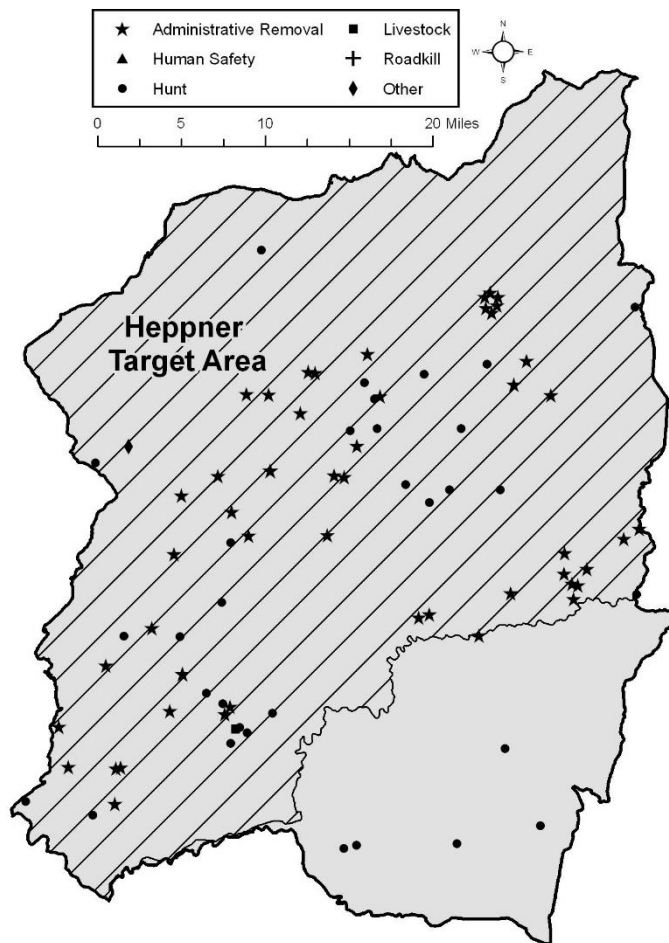 Administrative Removal
Livestock
Human Safety
Roadkill
Hunt
Other
N
W
E
S
0
5
10
20 Miles
Heppner
Target Area